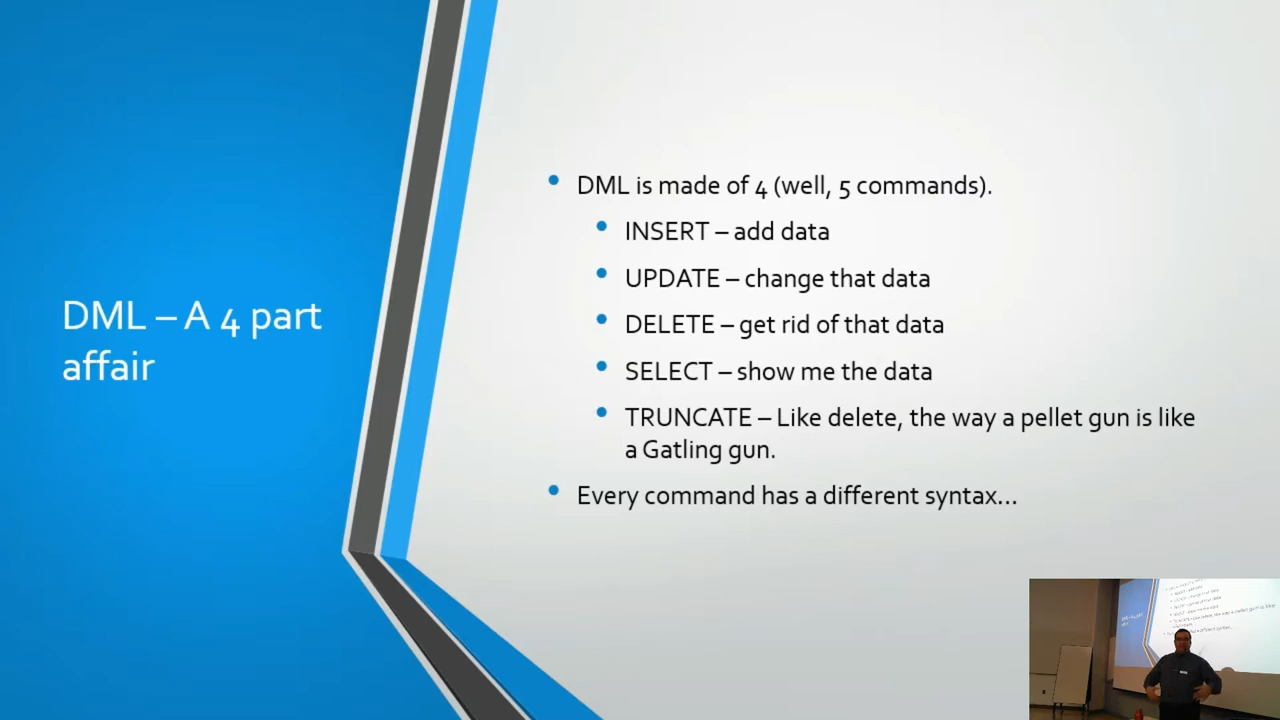 DML – A 4 part
affair
DML is made of 4 (well, 5 commands).
INSERT – add data
UPDATE – change that data
DELETE – get rid of that data
SELECT – show me the data
TRUNCATE – Like delete, the way a pellet gun is like
a Gatling gun.
Every command has a different syntax...